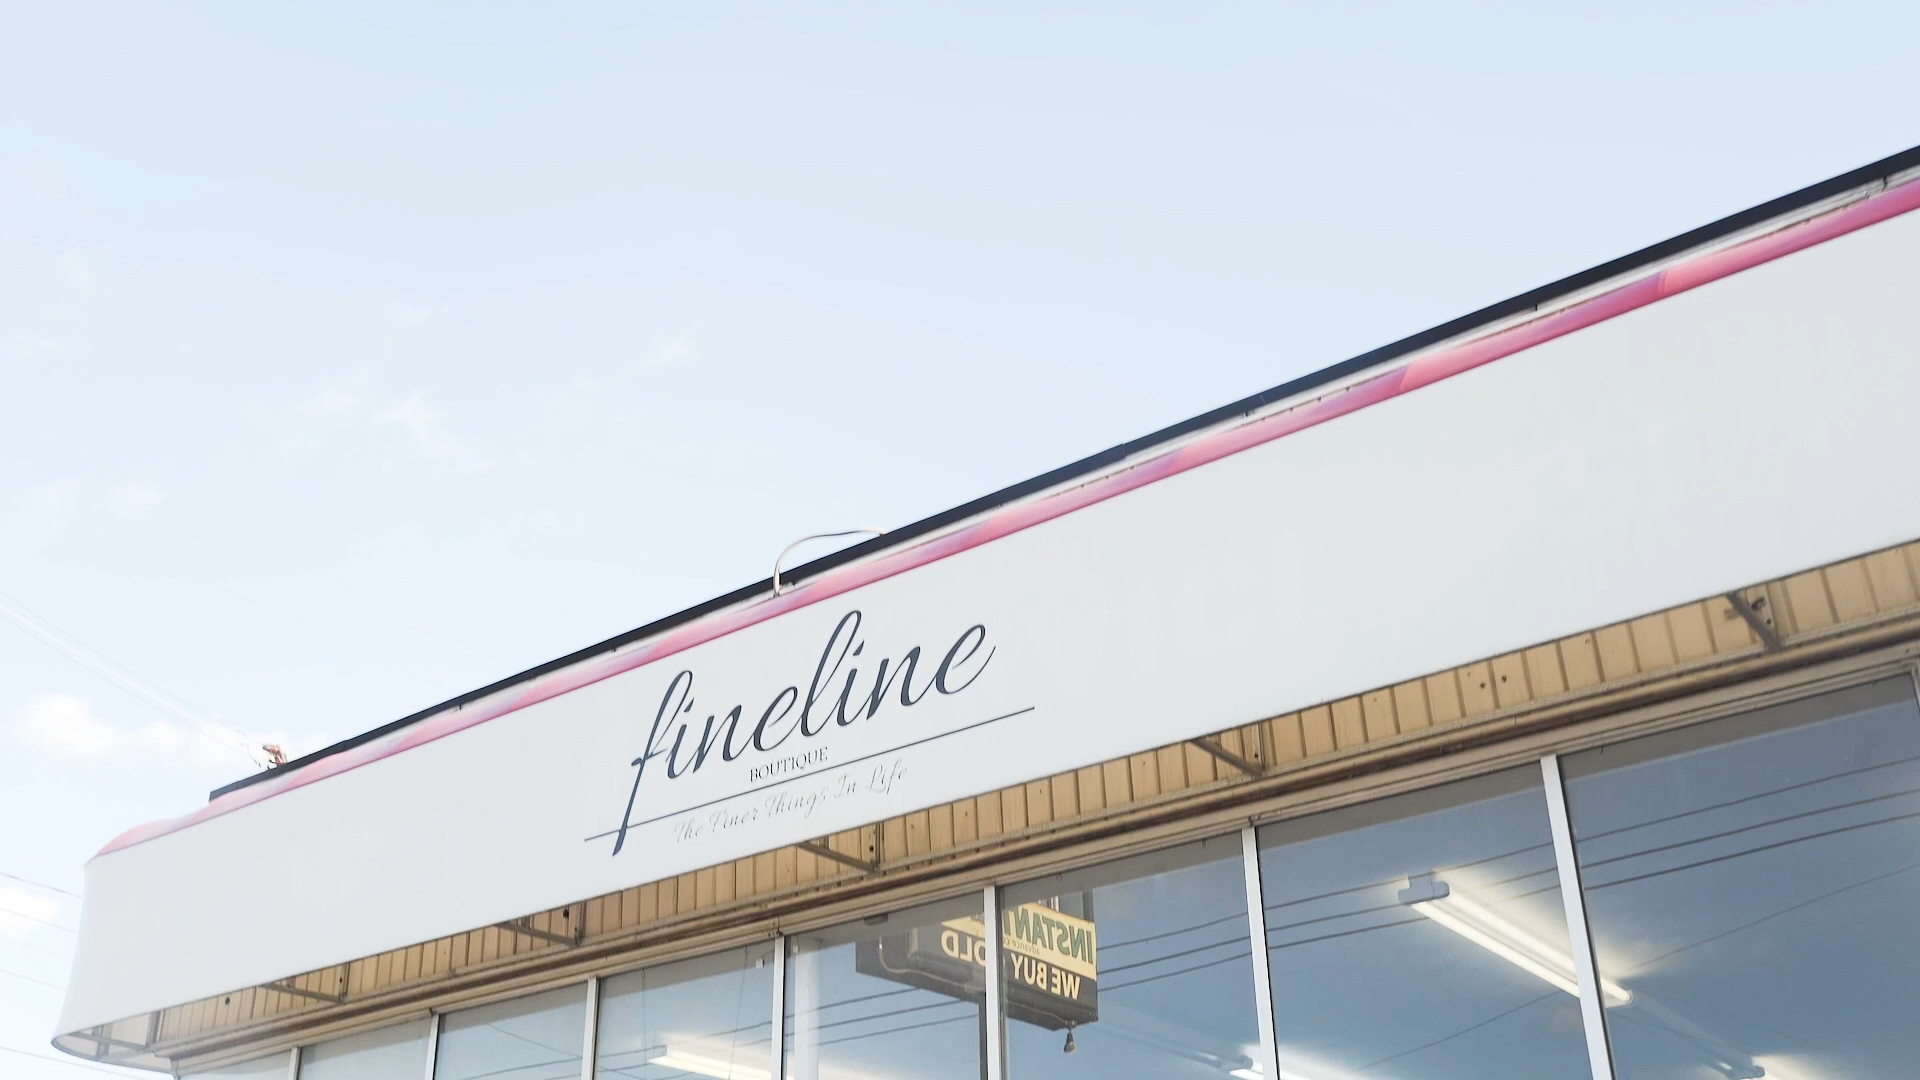 fineline
BOUTIQUE
The Finer Things In Life
INSTANT
WE BUY GOLD